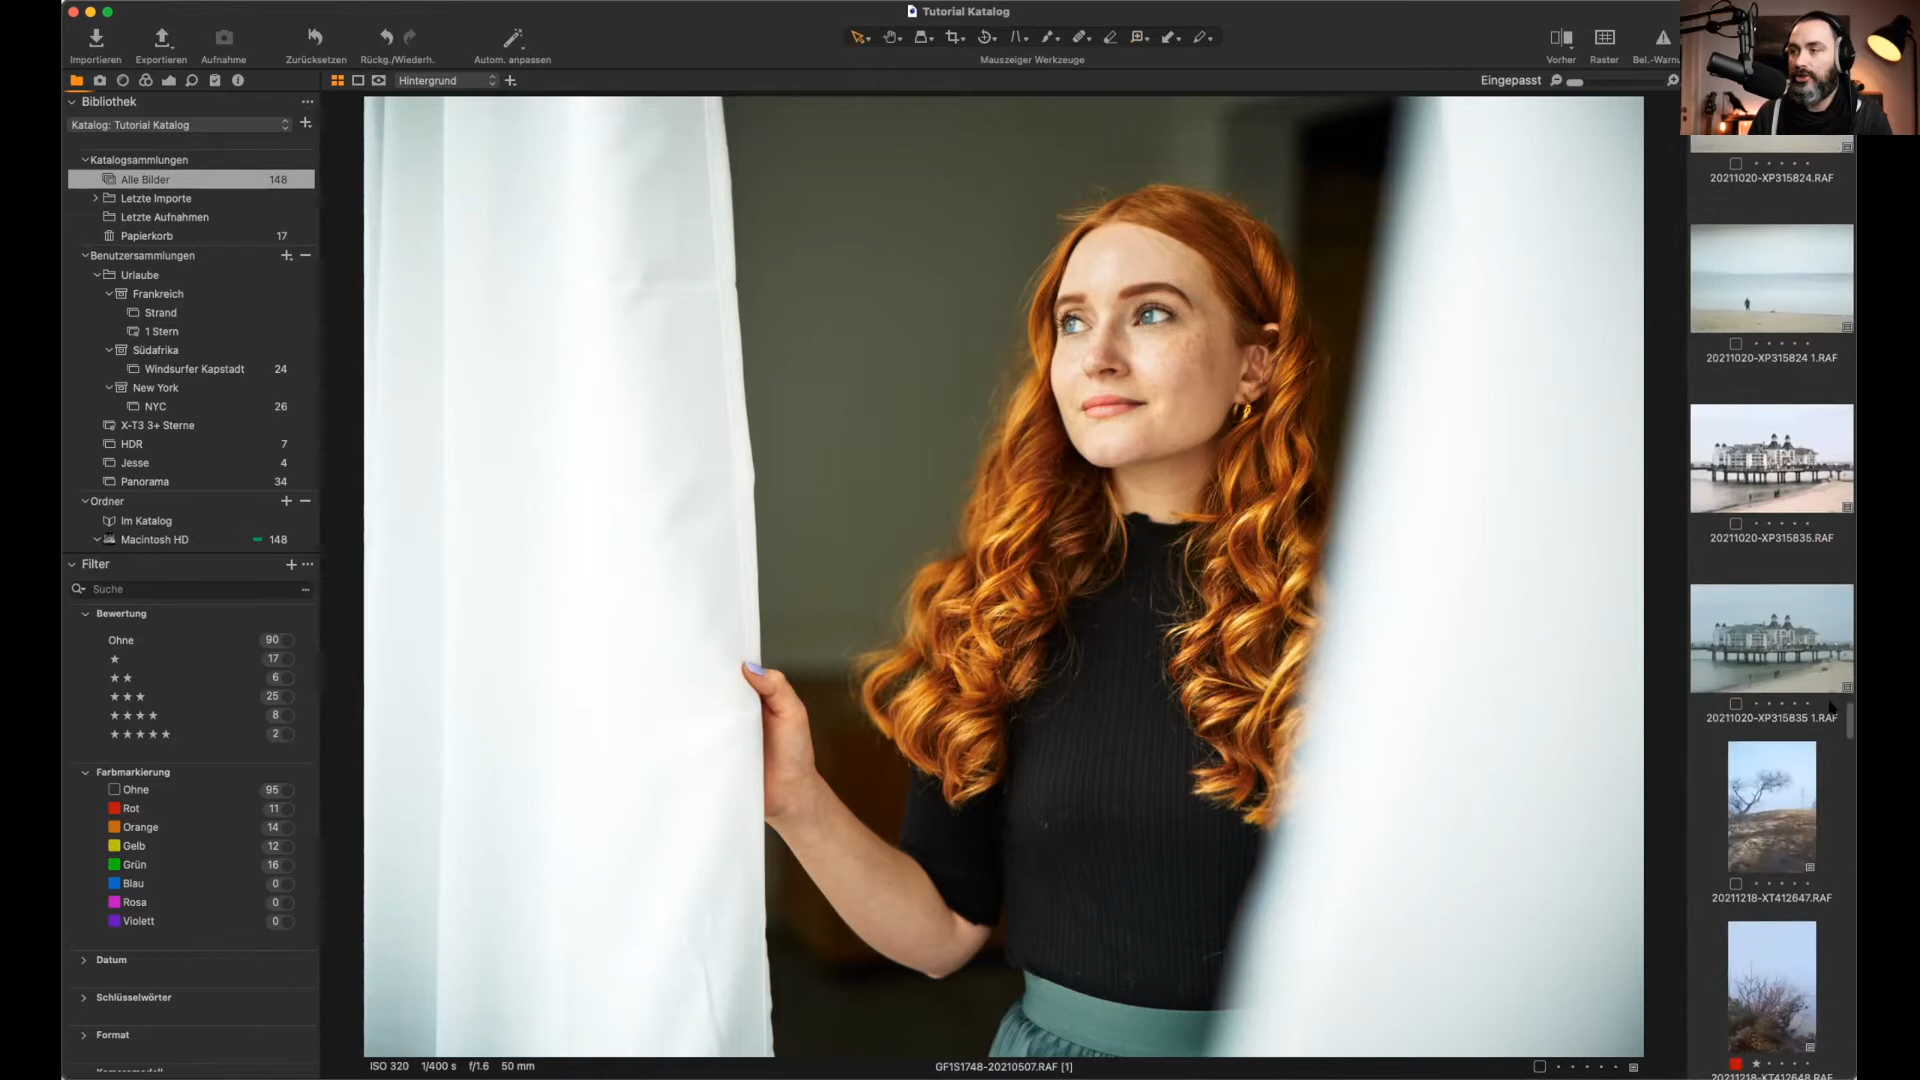 Tutorial Katalog
Importieren Exportieren Aufnahme Zurücksetzen Rückg./Wiederh. Autom. anpassen Mauszeiger Werkzeuge Vorher Raster Bel.-Warnu
Hintergrund Eingepasst
Bibliothek
Katalog: Tutorial Katalog
Katalogsammlungen
Alle Bilder 148
Letzte Importe
Letzte Aufnahmen
Papierkorb 17
Benutzersammlungen
Urlaube
Frankreich
Strand
1 Stern
Südafrika
Windsurfer Kapstadt 24
New York
NYC 26
X-T3 3+ Sterne
HDR 7
Jesse 4
Panorama 34
Ordner
Im Katalog
Macintosh HD 148
Filter
Suche
Bewertung
Ohne 90
★ 17
★★ 6
★★★ 25
★★★★ 8
★★★★★ 2
Farbmarkierung
Ohne 95
Rot 11
Orange 14
Gelb 12
Grün 16
Blau 0
Rosa 0
Violett 0
Datum
Schlüsselwörter
Format
ISO 320 1/400 s f/1.6 50 mm
GF1S1748-20210507.RAF [1]
20211020-XP315824.RAF
20211020-XP315824 1.RAF
20211020-XP315835.RAF
20211020-XP315835 1.RAF
20211218-XT412647.RAF
20211218-XT412648.RAF